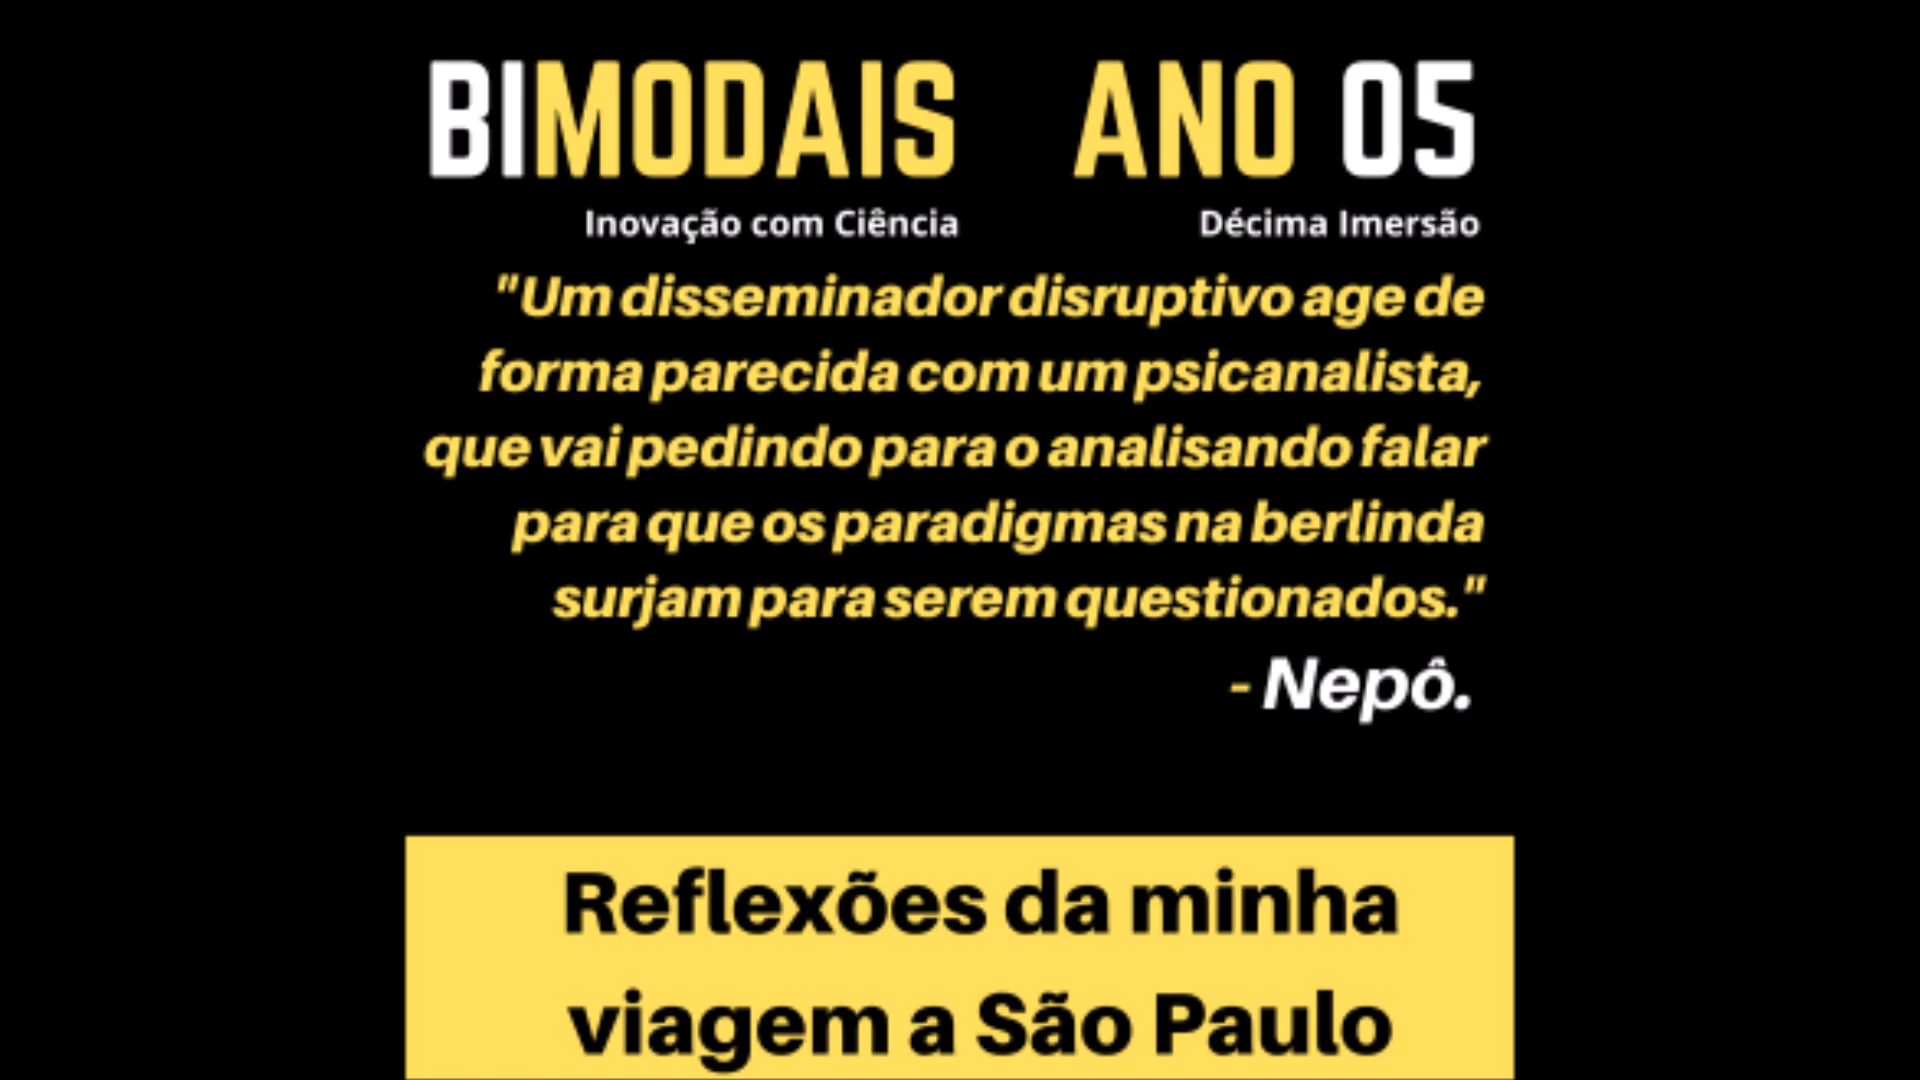 BIMODAIS ANO 05
Inovação com Ciência Décima Imersão
"Um disseminador disruptivo age de
forma parecida com um psicanalista,
que vai pedindo para o analisando falar
para que os paradigmas na berlinda
surjam para serem questionados."
- Nepô.
Reflexões da minha
viagem a São Paulo